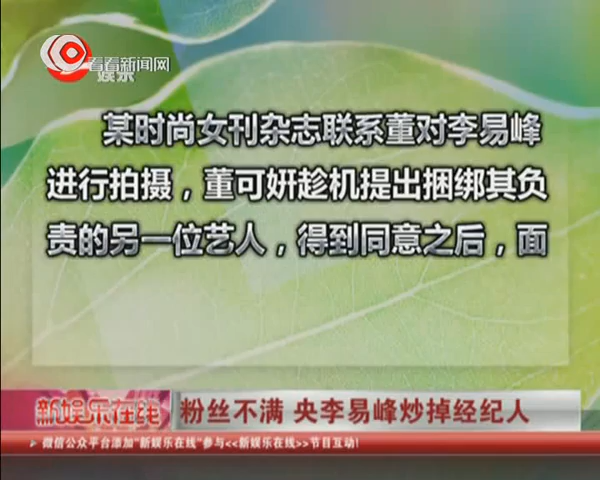 看看新闻网
娱乐
某时尚女刊杂志联系董对李易峰
进行拍摄，董可妍趁机提出捆绑其负
责的另一位艺人，得到同意之后，面
新娱乐在线
粉丝不满 央李易峰炒掉经纪人
微信公众平台添加"新娱乐在线"参与<<新娱乐在线>>节目互动!